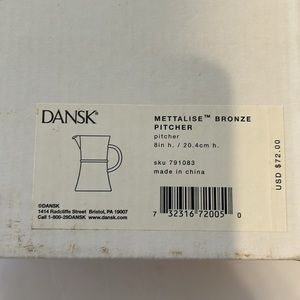 DANSK®
METTALISE™ BRONZE
PITCHER
pitcher
8in h. / 20.4cm h.
sku 791083
made in china
USD $72.00
©DANSK
1414 Radcliffe Street Bristol, PA 19007
Call 1-800-29DANSK www.dansk.com
7 32316 72005 0